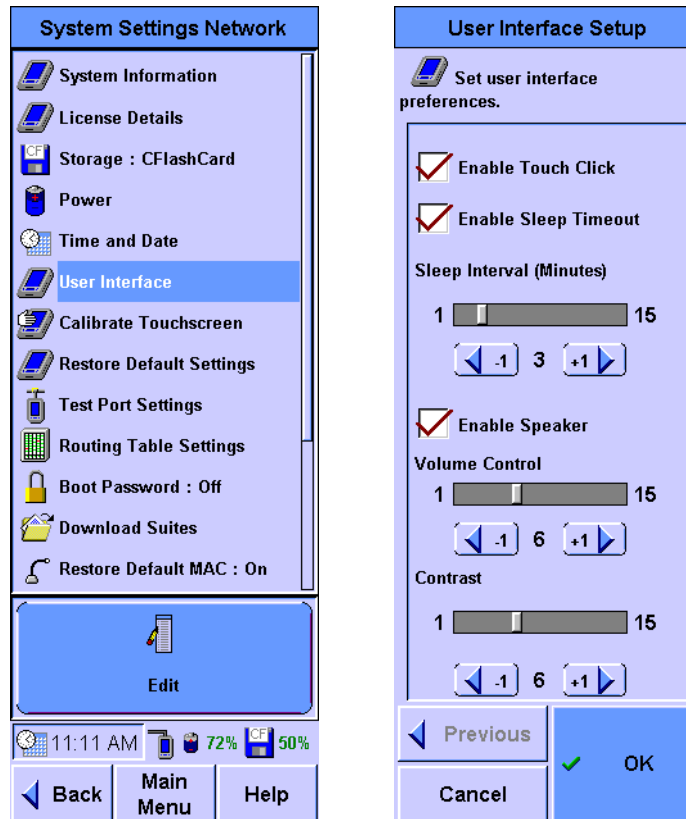 System Settings Network
System Information
License Details
CF
Storage : CFlashCard
Power
Time and Date
User Interface
Calibrate Touchscreen
Restore Default Settings
Test Port Settings
Routing Table Settings
Boot Password : Off
Download Suites
Restore Default MAC : On
Edit
11:11 AM 72% CF 50%
Back Main Menu Help
User Interface Setup
Set user interface
preferences.
Enable Touch Click
Enable Sleep Timeout
Sleep Interval (Minutes)
1 15
-1 3 +1
Enable Speaker
Volume Control
1 15
-1 6 +1
Contrast
1 15
-1 6 +1
Previous
OK
Cancel